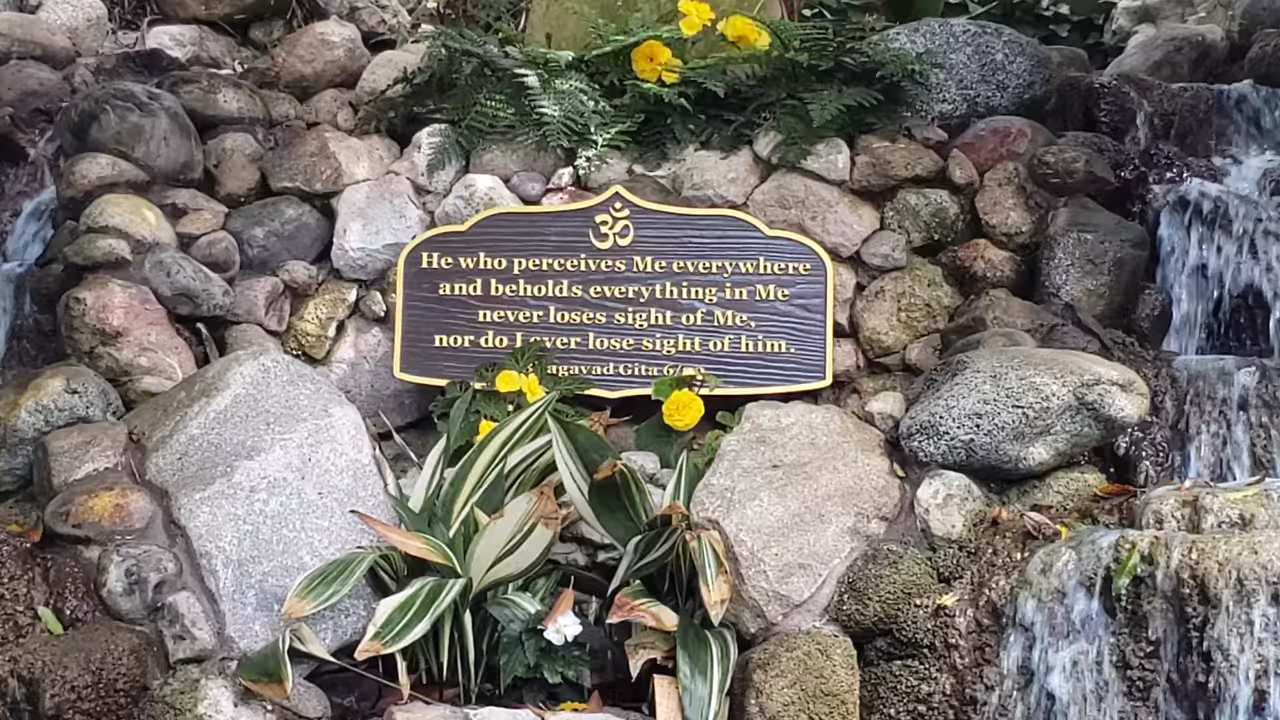 ॐ
He who perceives Me everywhere
and beholds everything in Me
never loses sight of Me,
nor do I ever lose sight of him.
Gita